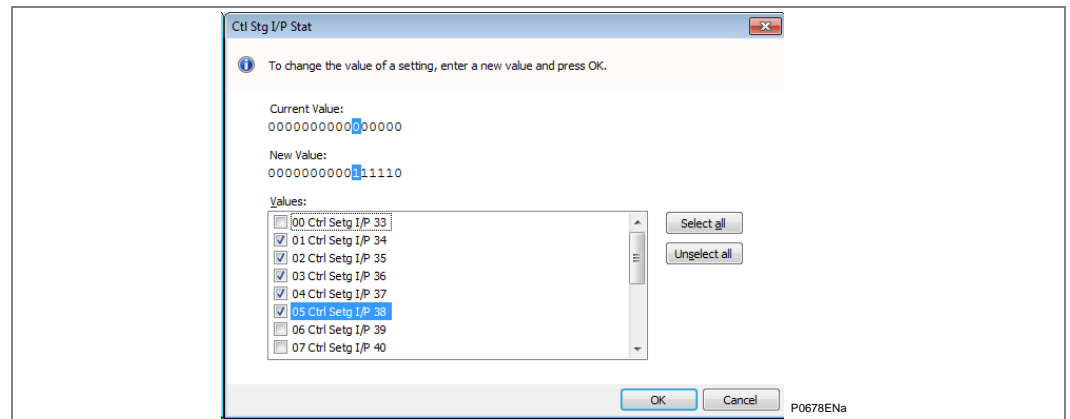 Ctl Stg I/P Stat
To change the value of a setting, enter a new value and press OK.
Current Value:
0000000000000000
New Value:
0000000000111110
Values:
00 Ctrl Setg I/P 33
01 Ctrl Setg I/P 34
02 Ctrl Setg I/P 35
03 Ctrl Setg I/P 36
04 Ctrl Setg I/P 37
05 Ctrl Setg I/P 38
06 Ctrl Setg I/P 39
07 Ctrl Setg I/P 40
Select all
Unselect all
OK
Cancel
P0678ENa